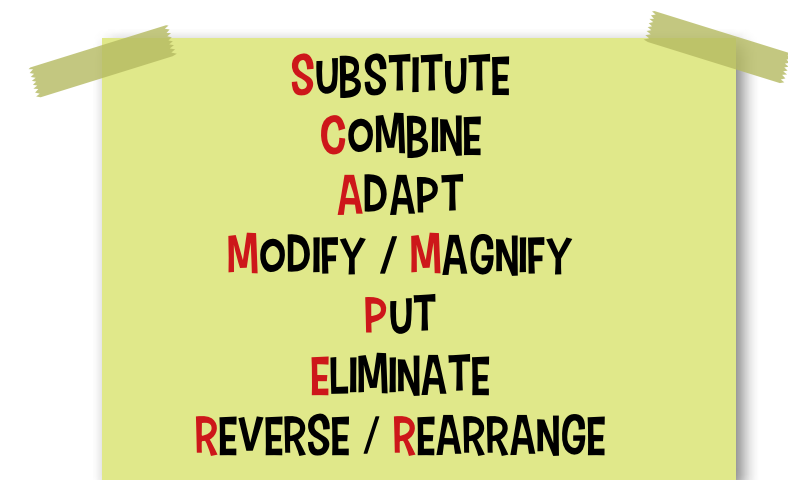 SUBSTITUTE
COMBINE
ADAPT
MODIFY / MAGNIFY
PUT
ELIMINATE
REVERSE / REARRANGE